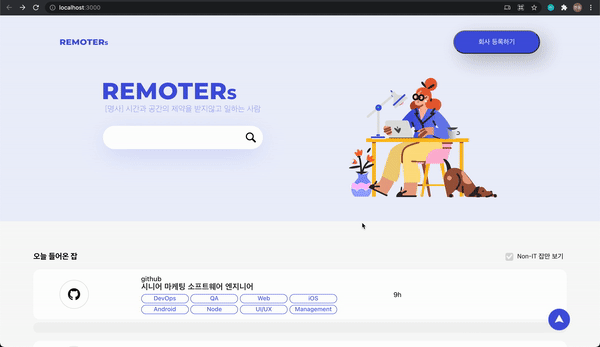 localhost:3000
REMOTERs
회사 등록하기
REMOTERs
[명사] 시간과 공간의 제약을 받지않고 일하는 사람
오늘 들어온 잡
Non-IT 잡만 보기
github
시니어 마케팅 소프트웨어 엔지니어
DevOps QA Web iOS
9h
Android Node UI/UX Management